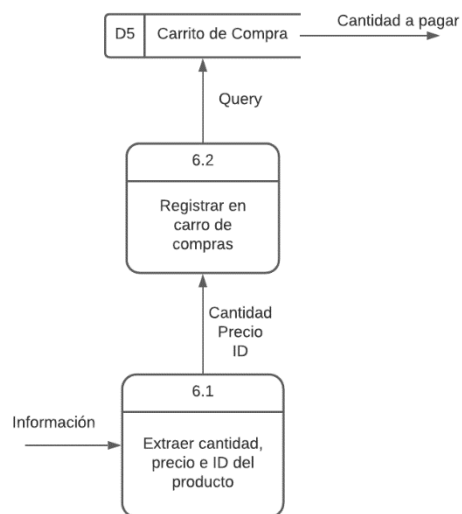 Cantidad a pagar
D5
Carrito de Compra
Query
6.2
Registrar en
carro de
compras
Cantidad
Precio
ID
6.1
Información
Extraer cantidad,
precio e ID del
producto